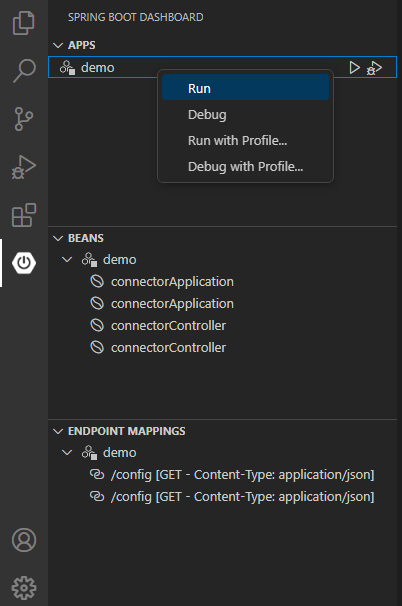 SPRING BOOT DASHBOARD
APPS
demo
Run
Debug
Run with Profile...
Debug with Profile...
BEANS
demo
connectorApplication
connectorApplication
connectorController
connectorController
ENDPOINT MAPPINGS
demo
/config [GET - Content-Type: application/json]
/config [GET - Content-Type: application/json]